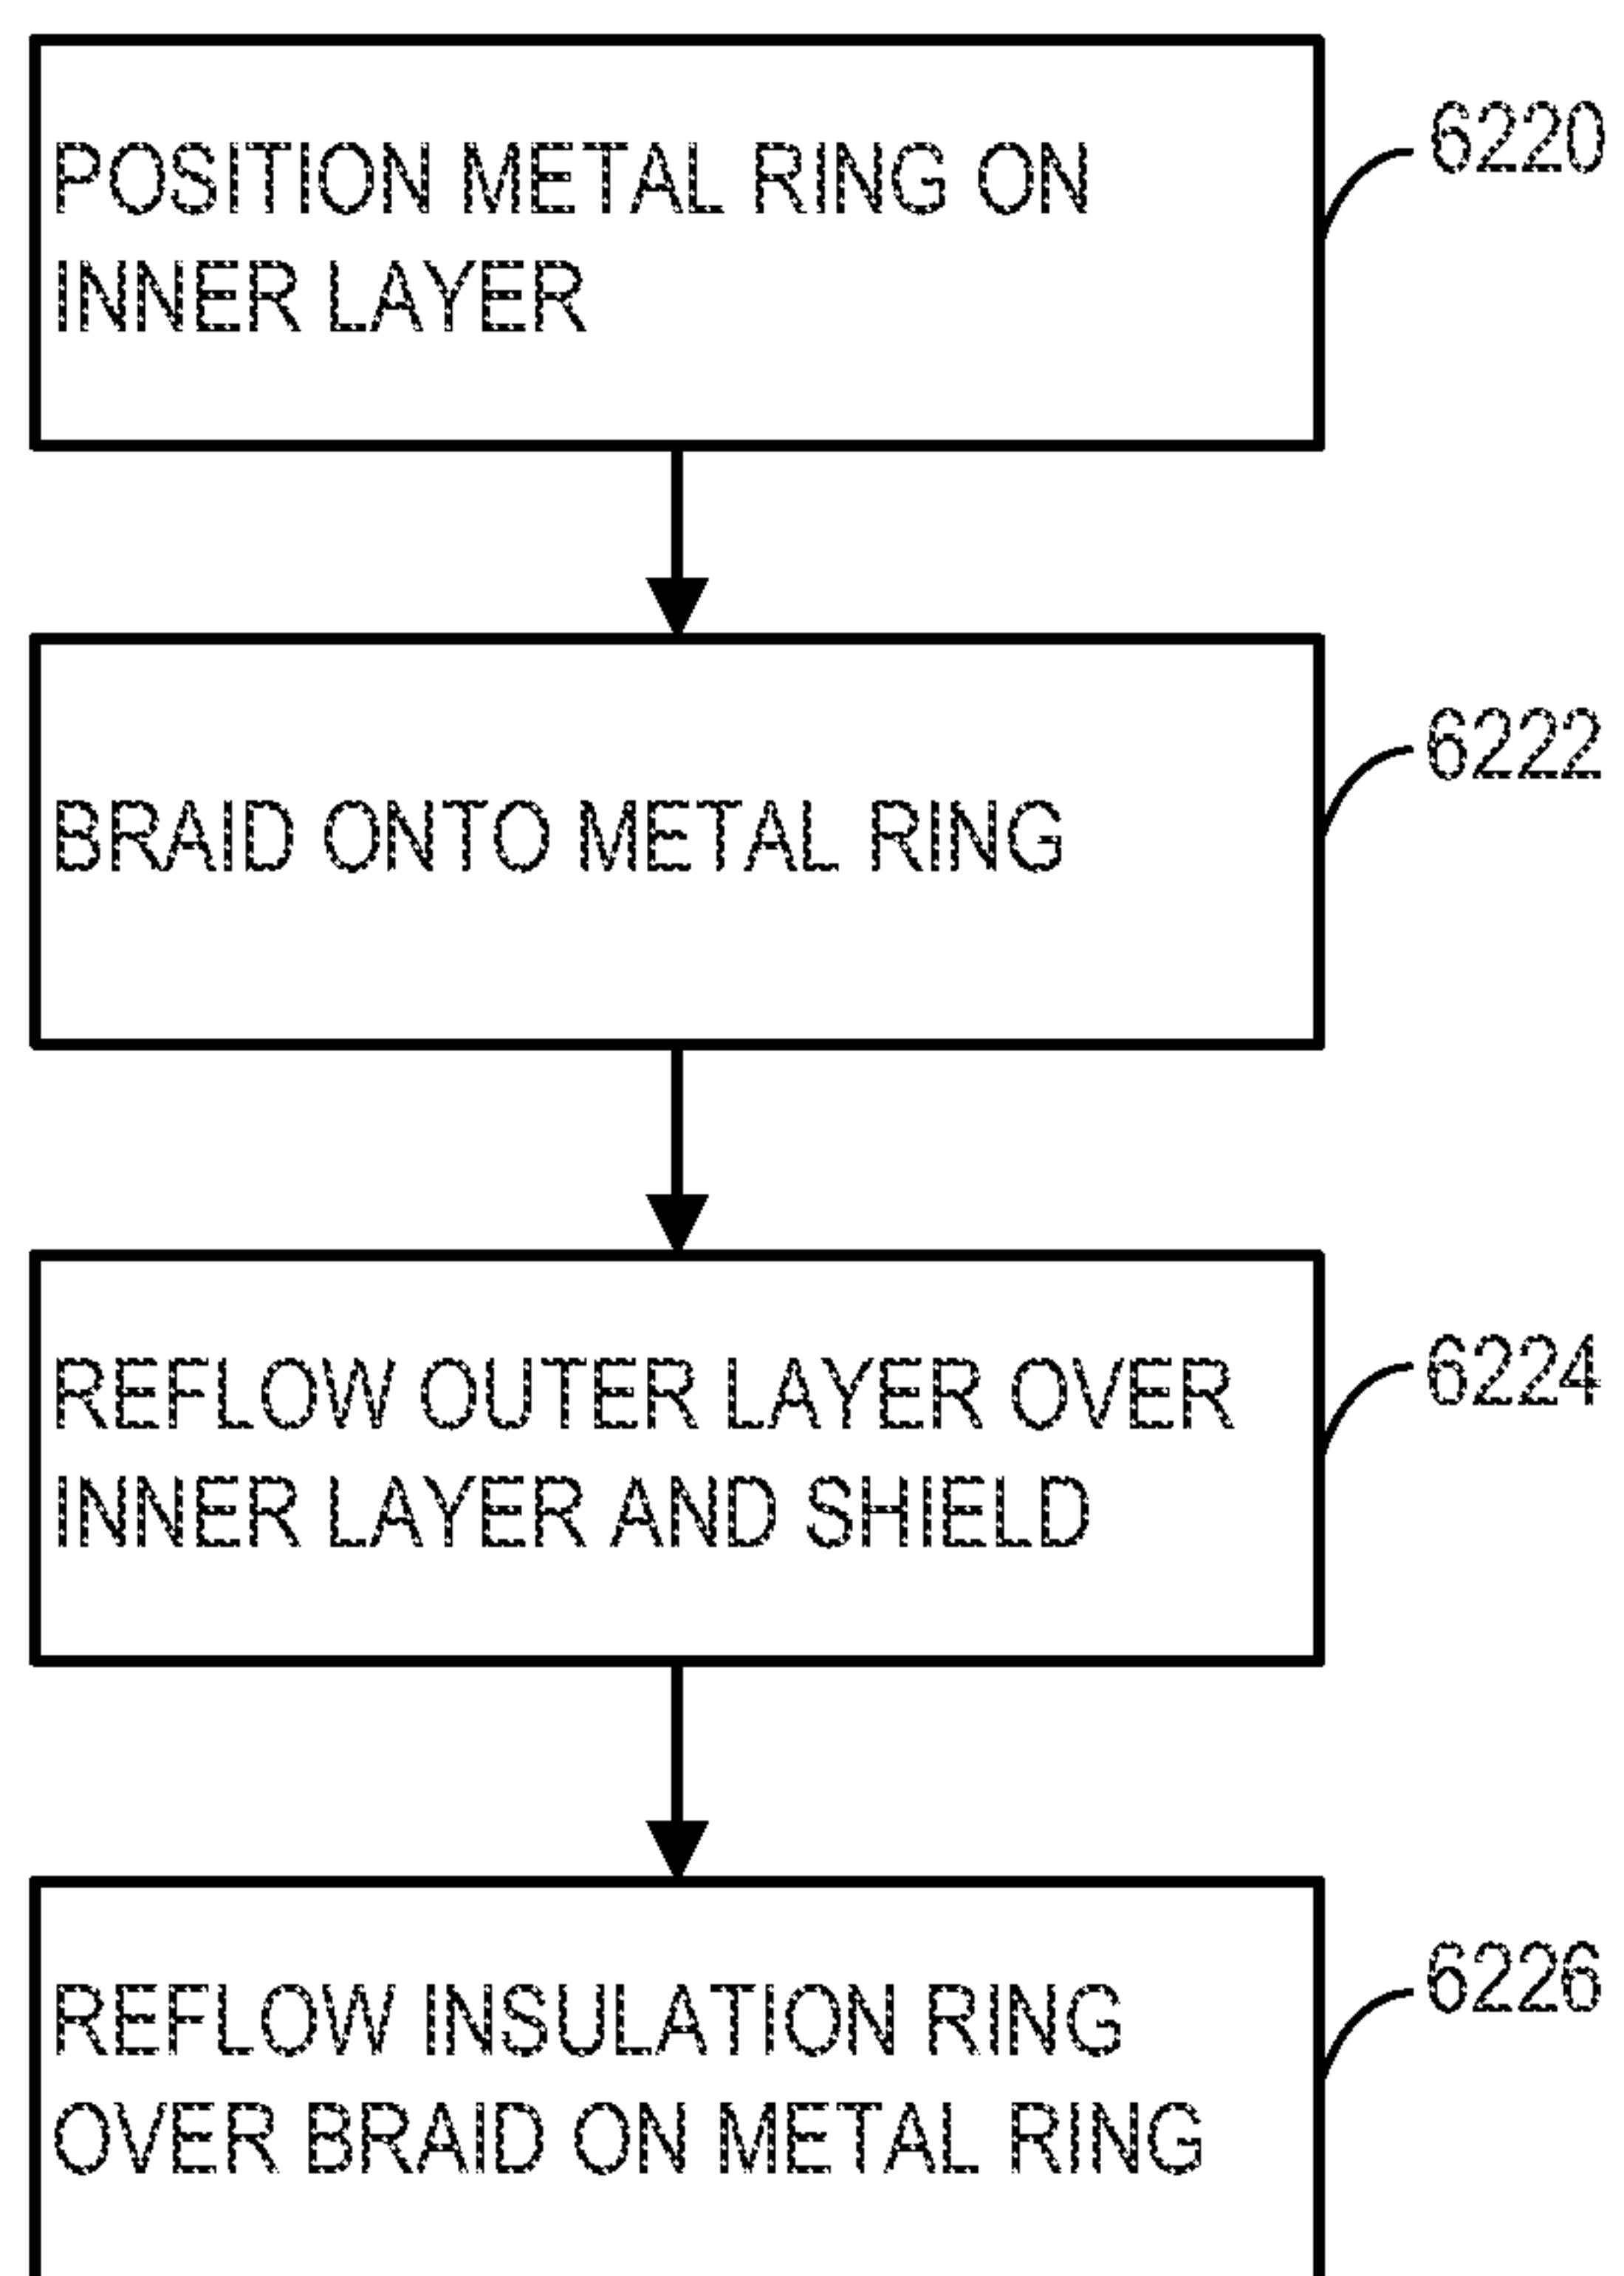 POSITION METAL RING ON
INNER LAYER
6220
BRAID ONTO METAL RING
6222
REFLOW OUTER LAYER OVER
INNER LAYER AND SHIELD
6224
REFLOW INSULATION RING
OVER BRAID ON METAL RING
6226